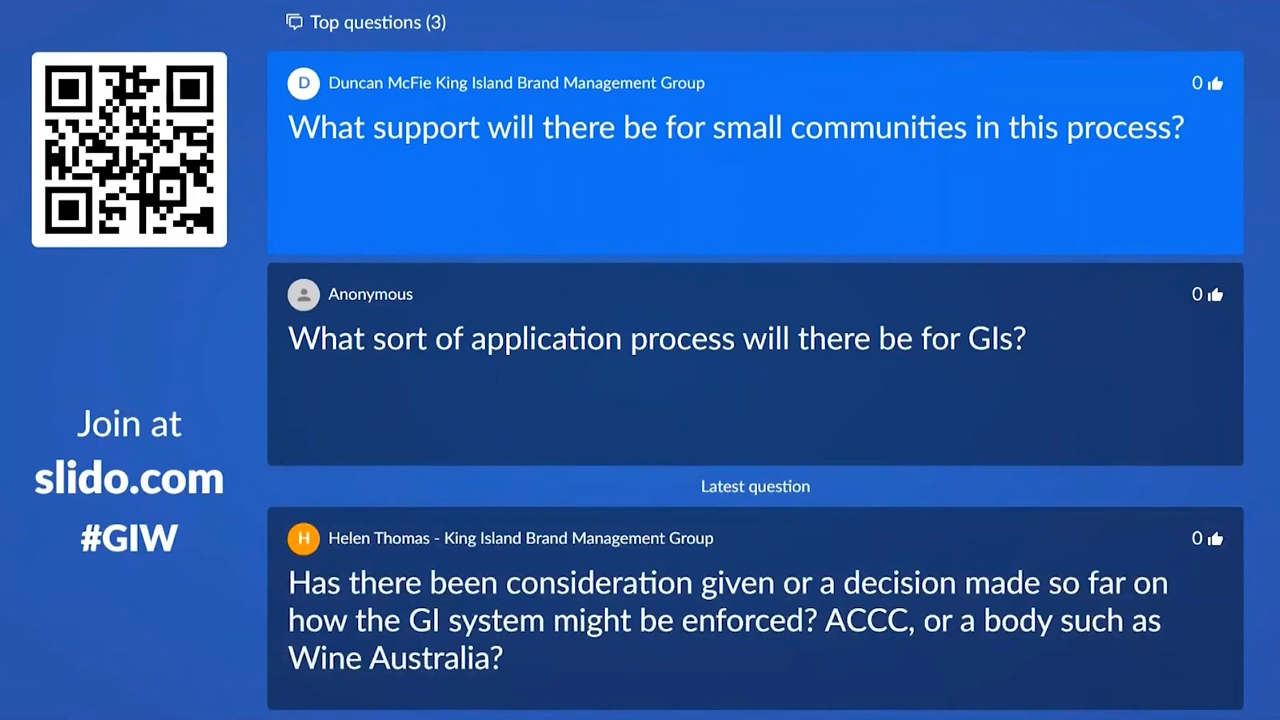 Top questions (3)
D Duncan McFie King Island Brand Management Group 0
What support will there be for small communities in this process?
Anonymous 0
What sort of application process will there be for GIs?
Join at
slido.com
#GIW
Latest question
H Helen Thomas - King Island Brand Management Group 0
Has there been consideration given or a decision made so far on
how the GI system might be enforced? ACCC, or a body such as
Wine Australia?